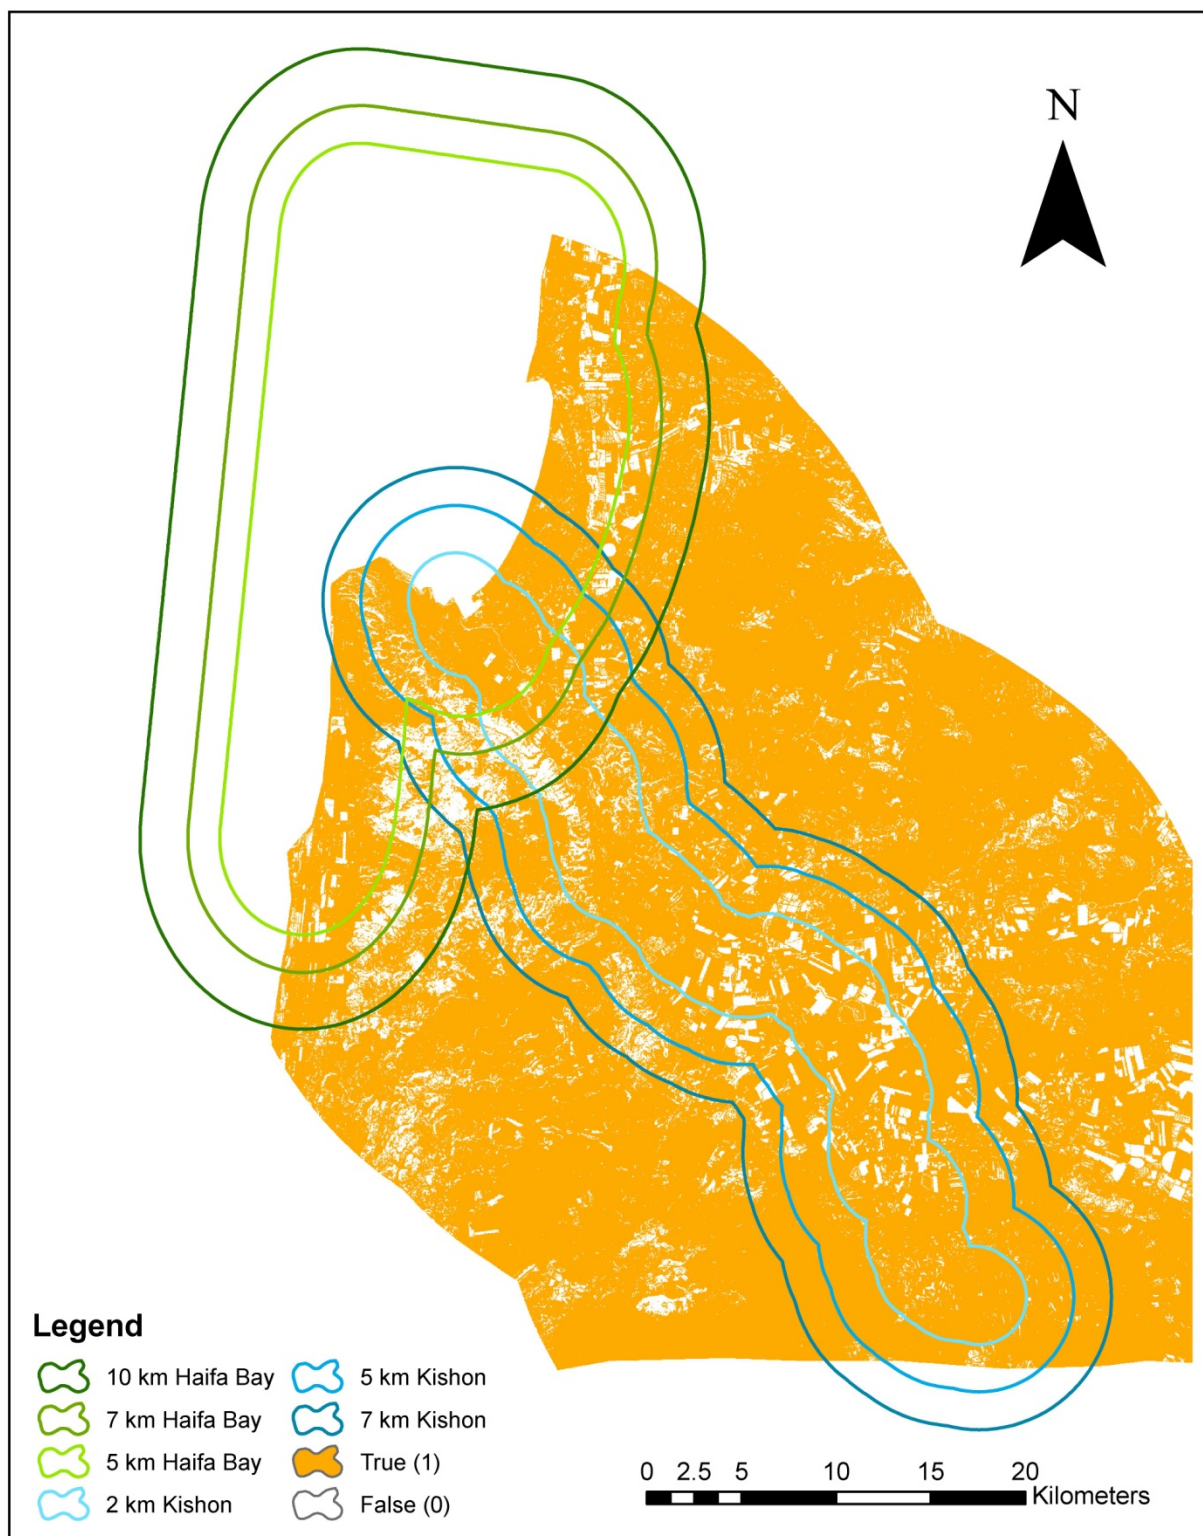 N
Legend
10 km Haifa Bay
7 km Haifa Bay
5 km Haifa Bay
2 km Kishon
5 km Kishon
7 km Kishon
True (1)
False (0)
0 2.5 5 10 15 20
Kilometers